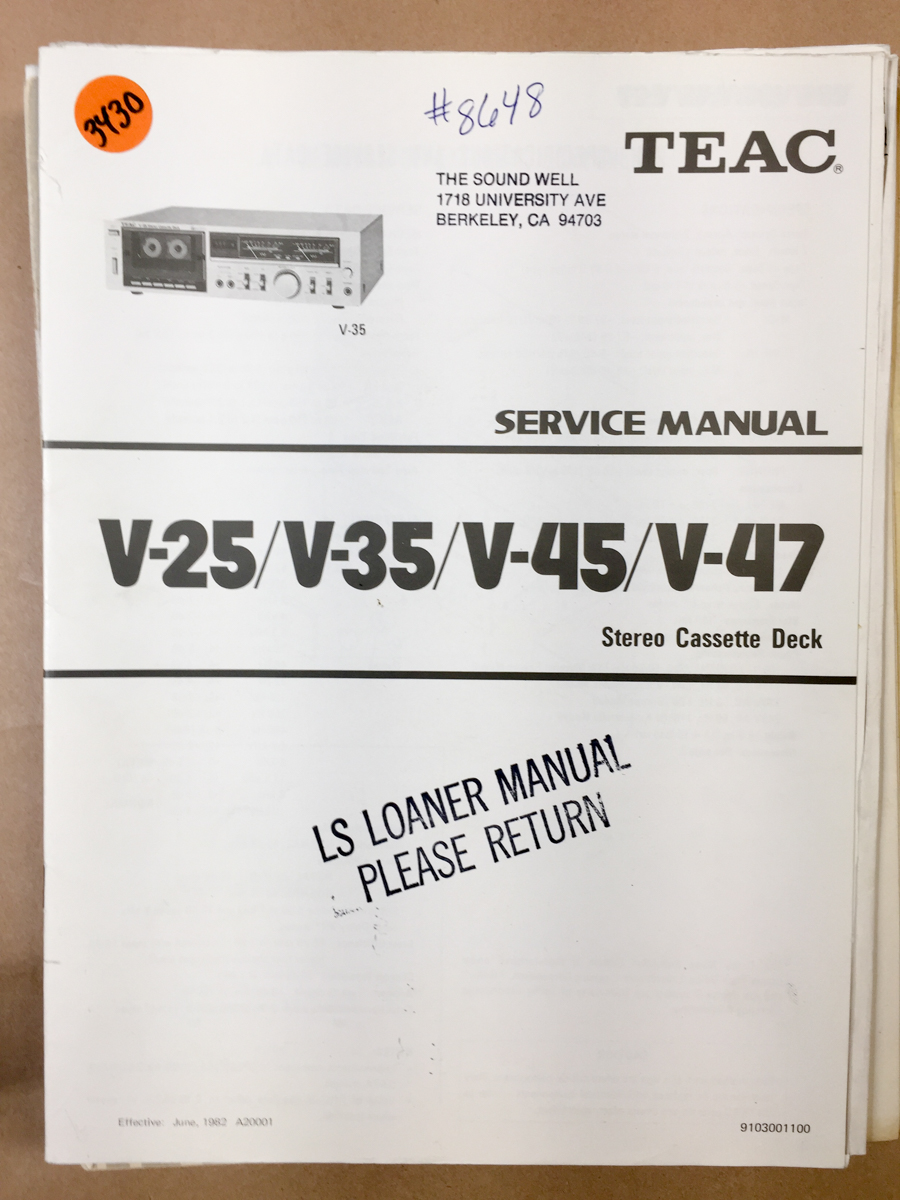 3430
#8648
TEAC®
THE SOUND WELL
1718 UNIVERSITY AVE
BERKELEY, CA 94703
TEAC
V-35
SERVICE MANUAL
V-25/V-35/V-45/V-47
Stereo Cassette Deck
LS LOANER MANUAL
PLEASE RETURN
Effective: June, 1982 A20001
9103001100